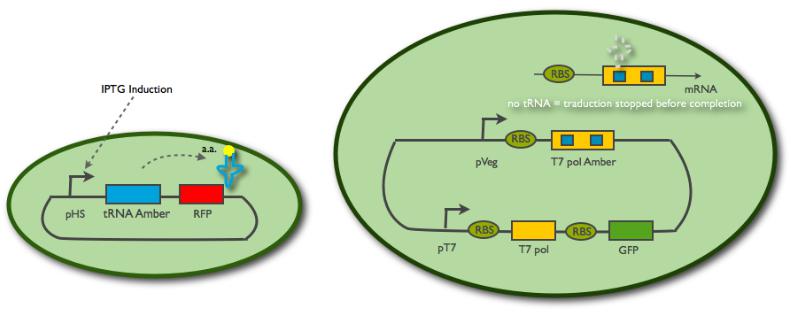 IPTG Induction
a.a.
pHS
tRNA Amber
RFP
RBS
mRNA
no tRNA = traduction stopped before completion
RBS
pVeg
T7 pol Amber
pT7
RBS
T7 pol
RBS
GFP